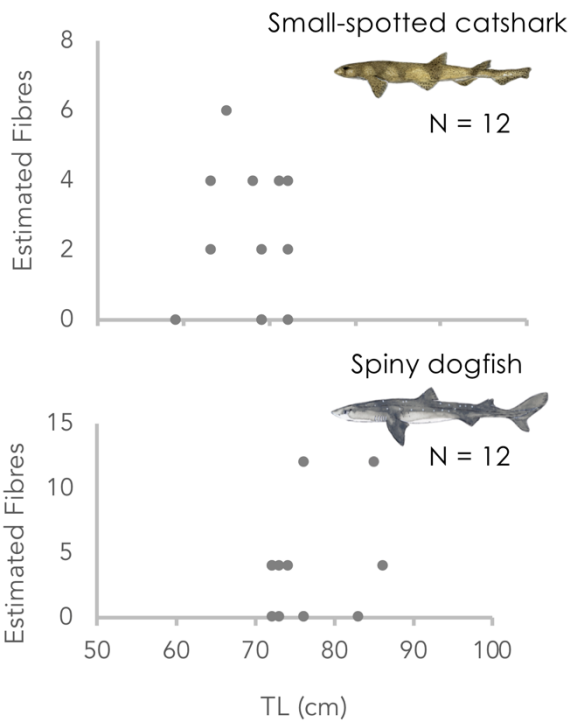 Small-spotted catshark
N = 12
Estimated Fibres
8
6
4
2
0
Spiny dogfish
N = 12
Estimated Fibres
15
10
5
0
50 60 70 80 90 100
TL (cm)